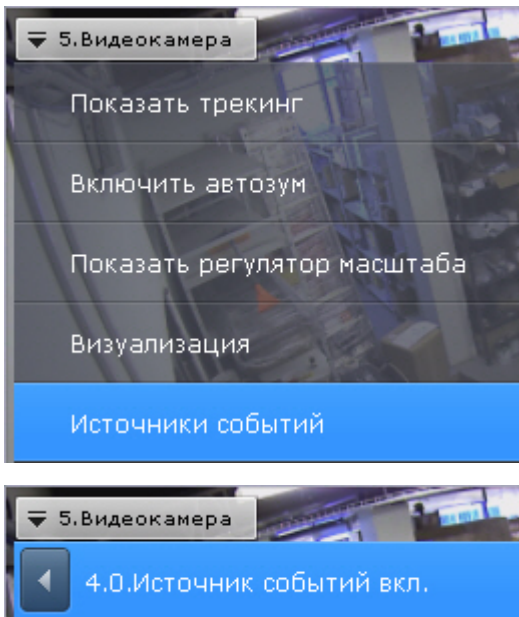 5.Видеокамера
Показать трекинг
Включить автозум
Показать регулятор масштаба
Визуализация
Источники событий
5.Видеокамера
4.0.Источник событий вкл.